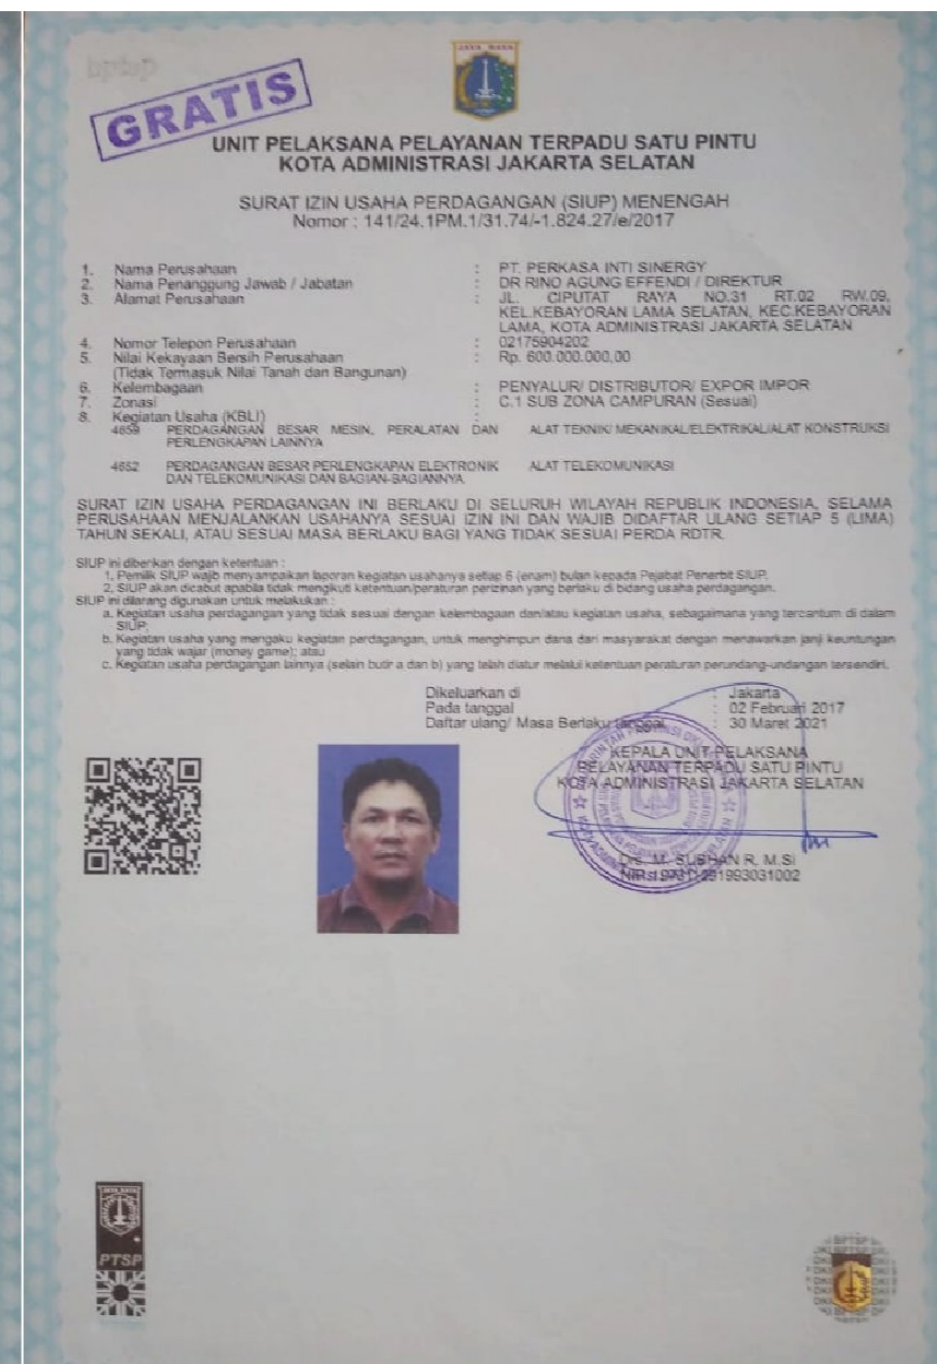 GRATIS
JAYA RAYA
UNIT PELAKSANA PELAYANAN TERPADU SATU PINTU
KOTA ADMINISTRASI JAKARTA SELATAN
SURAT IZIN USAHA PERDAGANGAN (SIUP) MENENGAH
Nomor : 141/24.1PM.1/31.74/-1.824.27/e/2017
1. Nama Perusahaan : PT. PERKASA INTI SINERGY
2. Nama Penanggung Jawab / Jabatan : DR RINO AGUNG EFFENDI / DIREKTUR
3. Alamat Perusahaan : JL. CIPUTAT RAYA NO.31 RT.02 RW.09,
KEL.KEBAYORAN LAMA SELATAN, KEC.KEBAYORAN
LAMA, KOTA ADMINISTRASI JAKARTA SELATAN
4. Nomor Telepon Perusahaan : 02175904202
5. Nilai Kekayaan Bersih Perusahaan : Rp. 600.000.000,00
(Tidak Termasuk Nilai Tanah dan Bangunan)
6. Kelembagaan : PENYALUR/ DISTRIBUTOR/ EXPOR IMPOR
7. Zonasi : C.1 SUB ZONA CAMPURAN (Sesuai)
8. Kegiatan Usaha (KBLI) :
4659 PERDAGANGAN BESAR MESIN, PERALATAN DAN ALAT TEKNIK/ MEKANIKAL/ELEKTRIKAL/ALAT KONSTRUKSI
PERLENGKAPAN LAINNYA
4652 PERDAGANGAN BESAR PERLENGKAPAN ELEKTRONIK ALAT TELEKOMUNIKASI
DAN TELEKOMUNIKASI DAN BAGIAN-BAGIANNYA
SURAT IZIN USAHA PERDAGANGAN INI BERLAKU DI SELURUH WILAYAH REPUBLIK INDONESIA, SELAMA
PERUSAHAAN MENJALANKAN USAHANYA SESUAI IZIN INI DAN WAJIB DIDAFTAR ULANG SETIAP 5 (LIMA)
TAHUN SEKALI, ATAU SESUAI MASA BERLAKU BAGI YANG TIDAK SESUAI PERDA RDTR.
SIUP ini diberikan dengan ketentuan :
1. Pemilik SIUP wajib menyampaikan laporan kegiatan usahanya setiap 6 (enam) bulan kepada Pejabat Penerbit SIUP;
2. SIUP akan dicabut apabila tidak mengikuti ketentuan/peraturan perizinan yang berlaku di bidang usaha perdagangan.
SIUP ini dilarang digunakan untuk melakukan :
a. Kegiatan usaha perdagangan yang tidak sesuai dengan kelembagaan dan/atau kegiatan usaha, sebagaimana yang tercantum di dalam
SIUP;
b. Kegiatan usaha yang mengaku kegiatan perdagangan, untuk menghimpun dana dari masyarakat dengan menawarkan janji keuntungan
yang tidak wajar (money game); atau
c. Kegiatan usaha perdagangan lainnya (selain butir a dan b) yang telah diatur melalui ketentuan peraturan perundang-undangan tersendiri.
Dikeluarkan di : Jakarta
Pada tanggal : 02 Februari 2017
Daftar ulang/ Masa Berlaku tanggal : 30 Maret 2021
KEPALA UNIT PELAKSANA
PELAYANAN TERPADU SATU PINTU
KOTA ADMINISTRASI JAKARTA SELATAN
Drs. M. SUBHAN R, M.Si
JAYA RAYA
PTSP